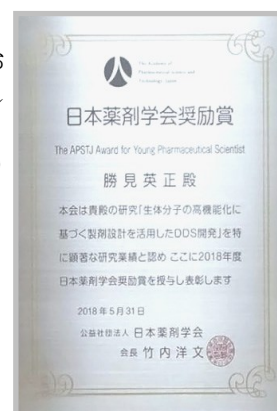 The Academy of
Pharmaceutical Science and
Technology, Japan
日本薬剤学会奨励賞
The APSTJ Award for Young Pharmaceutical Scientist
勝見英正殿
本会は貴殿の研究「生体分子の高機能化に
基づく製剤設計を活用したDDS開発」を特
に顕著な研究業績と認め ここに2018年度
日本薬剤学会奨励賞を授与し表彰します
2018年5月31日
公益社団法人 日本薬剤学会
会長 竹内洋文